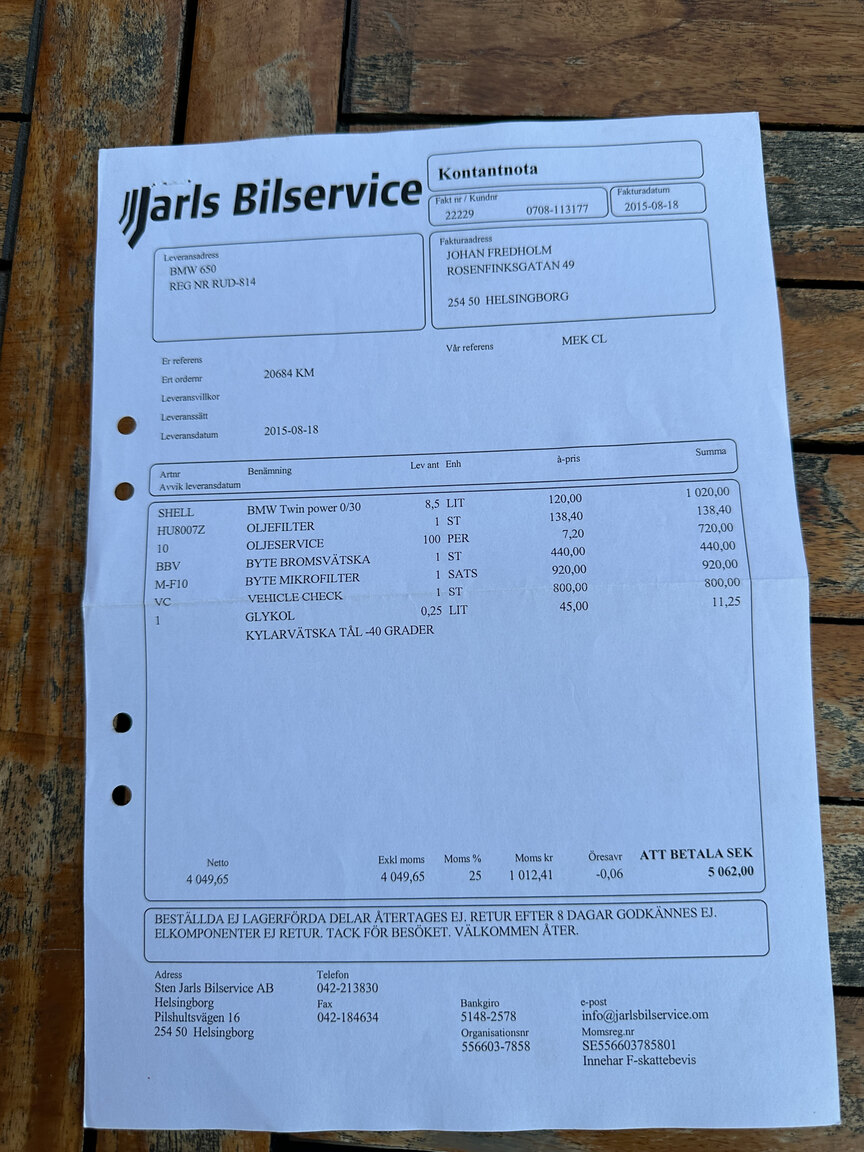 Jarls Bilservice
Kontantnota
Fakt nr / Kundnr
22229 0708-113177
Fakturadatum
2015-08-18
Leveransadress
BMW 650
REG NR RUD-814
Fakturaadress
JOHAN FREDHOLM
ROSENFINKSGATAN 49
254 50 HELSINGBORG
Er referens
Vår referens MEK CL
Ert ordernr 20684 KM
Leveransvillkor
Leveranssätt
Leveransdatum 2015-08-18
Artnr Benämning Lev ant Enh à-pris Summa
Avvik leveransdatum
SHELL BMW Twin power 0/30 8,5 LIT 120,00 1 020,00
HU8007Z OLJEFILTER 1 ST 138,40 138,40
10 OLJESERVICE 100 PER 7,20 720,00
BBV BYTE BROMSVÄTSKA 1 ST 440,00 440,00
M-F10 BYTE MIKROFILTER 1 SATS 920,00 920,00
VC VEHICLE CHECK 1 ST 800,00 800,00
1 GLYKOL 0,25 LIT 45,00 11,25
KYLARVÄTSKA TÅL -40 GRADER
Netto Exkl moms Moms % Moms kr Öresavr ATT BETALA SEK
4 049,65 4 049,65 25 1 012,41 -0,06 5 062,00
BESTÄLLDA EJ LAGERFÖRDA DELAR ÅTERTAGES EJ. RETUR EFTER 8 DAGAR GODKÄNNES EJ.
ELKOMPONENTER EJ RETUR. TACK FÖR BESÖKET. VÄLKOMMEN ÅTER.
Adress
Sten Jarls Bilservice AB
Helsingborg
Pilshultsvägen 16
254 50 Helsingborg
Telefon
042-213830
Fax
042-184634
Bankgiro
5148-2578
Organisationsnr
556603-7858
e-post
info@jarlsbilservice.om
Momsreg.nr
SE556603785801
Innehar F-skattebevis